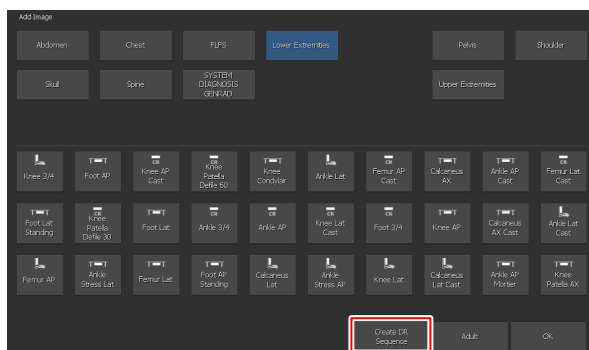 Add Image
Abdomen
Chest
FLFS
Lower Extremities
Pelvis
Shoulder
Skull
Spine
SYSTEM
DIAGNOSIS
GENRAD
Upper Extremities
Knee 3/4
Foot AP
CR
Knee AP
Cast
CR
Knee
Patella
Defile 60
Knee
Condylair
Ankle Lat
CR
Femur AP
Cast
Calcaneus
AX
Ankle AP
Cast
CR
Femur Lat
Cast
Foot Lat
Standing
CR
Knee
Patella
Defile 30
Foot Lat
CR
Ankle 3/4
CR
Ankle AP
CR
Knee Lat
Cast
CR
Foot 3/4
Knee AP
Calcaneus
AX Cast
Ankle Lat
Cast
Femur AP
Ankle
Stress Lat
Femur Lat
Foot AP
Standing
Calcaneus
Lat
Ankle
Stress AP
Knee Lat
Calcaneus
Lat Cast
Ankle AP
Mortier
Knee
Patella AX
Create DR
Sequence
Adult
OK